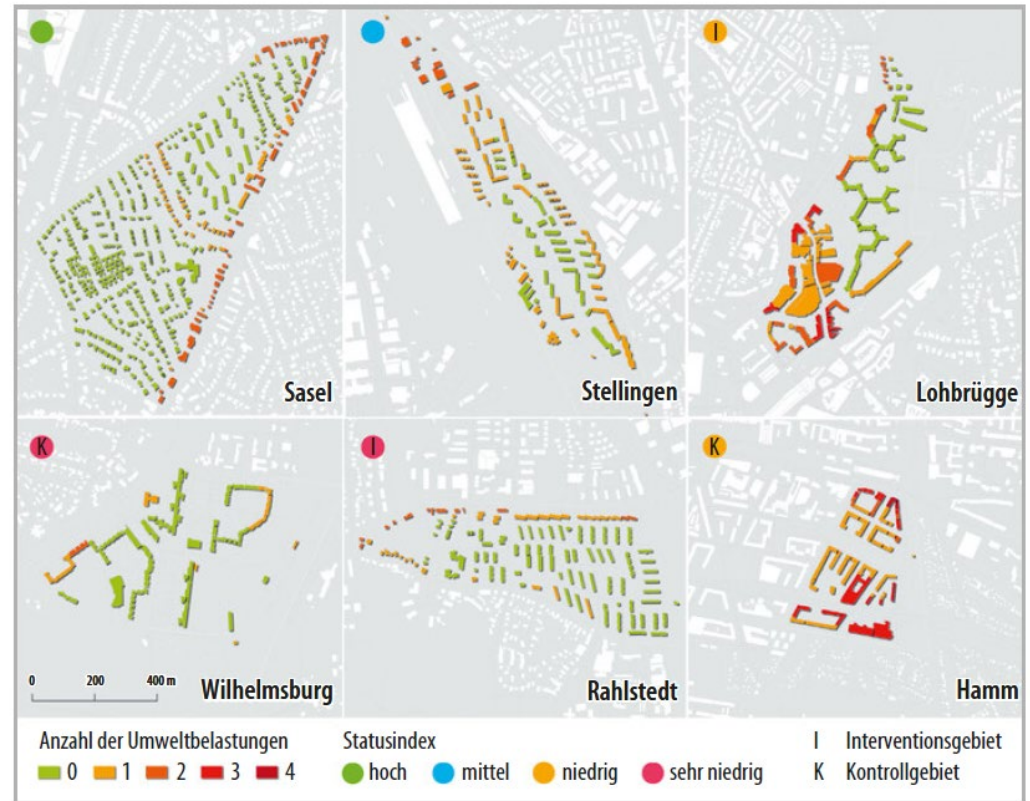 I
Sasel
Stellingen
Lohbrügge
K
I
K
0 200 400 m
Wilhelmsburg
Rahlstedt
Hamm
Anzahl der Umweltbelastungen
0 1 2 3 4
Statusindex
hoch mittel niedrig sehr niedrig
I Interventionsgebiet
K Kontrollgebiet